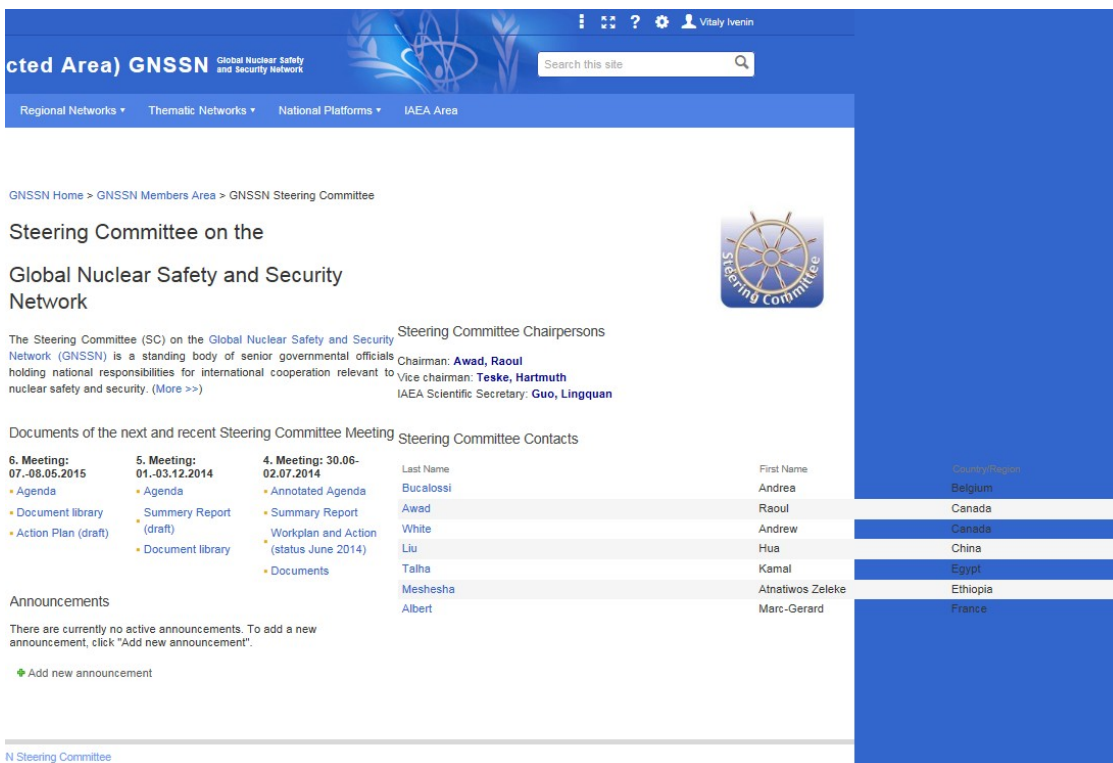 Vitaly Ivenin
cted Area) GNSSN Global Nuclear Safety
and Security Network
Search this site
Regional Networks Thematic Networks National Platforms IAEA Area
GNSSN Home > GNSSN Members Area > GNSSN Steering Committee
Steering Committee on the
Global Nuclear Safety and Security
Network
Steering Committee
The Steering Committee (SC) on the Global Nuclear Safety and Security
Network (GNSSN) is a standing body of senior governmental officials
holding national responsibilities for international cooperation relevant to
nuclear safety and security. (More >>)
Steering Committee Chairpersons
Chairman: Awad, Raoul
Vice chairman: Teske, Hartmuth
IAEA Scientific Secretary: Guo, Lingquan
Documents of the next and recent Steering Committee Meeting
6. Meeting:
07.-08.05.2015
Agenda
Document library
Action Plan (draft)
5. Meeting:
01.-03.12.2014
Agenda
Summery Report
(draft)
Document library
4. Meeting: 30.06-
02.07.2014
Annotated Agenda
Summary Report
Workplan and Action
(status June 2014)
Documents
Steering Committee Contacts
Last Name First Name Country/Region
Bucalossi Andrea Belgium
Awad Raoul Canada
White Andrew Canada
Liu Hua China
Talha Kamal Egypt
Meshesha Atnatiwos Zeleke Ethiopia
Albert Marc-Gerard France
Announcements
There are currently no active announcements. To add a new
announcement, click "Add new announcement".
Add new announcement
N Steering Committee